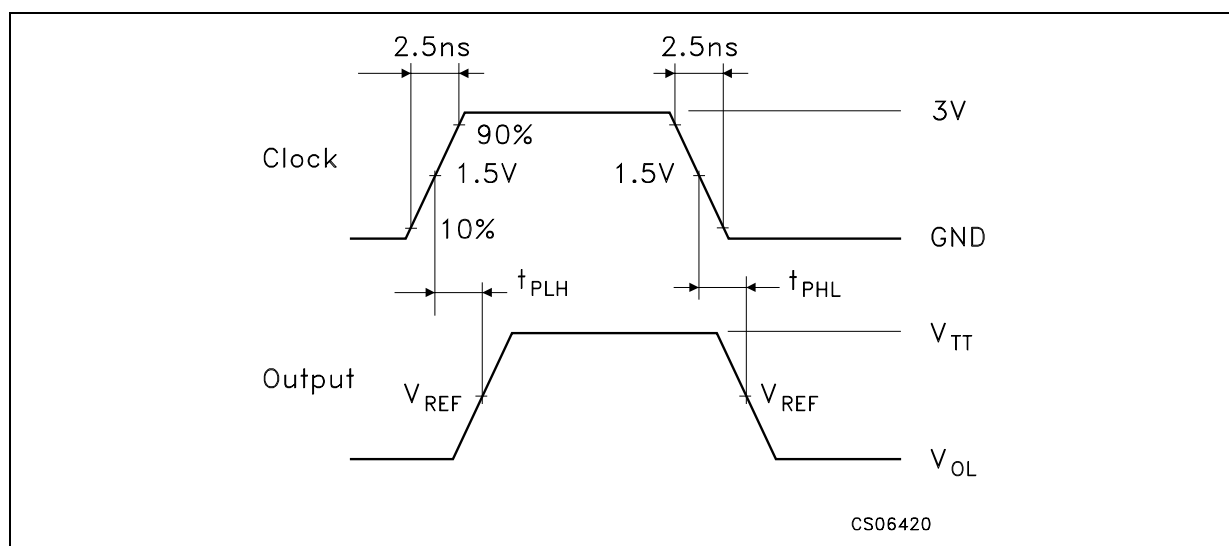 2.5ns 2.5ns
3V
90%
Clock
1.5V 1.5V
10%
GND
tPLH tPHL
VTT
Output
VREF VREF
VOL
CS06420